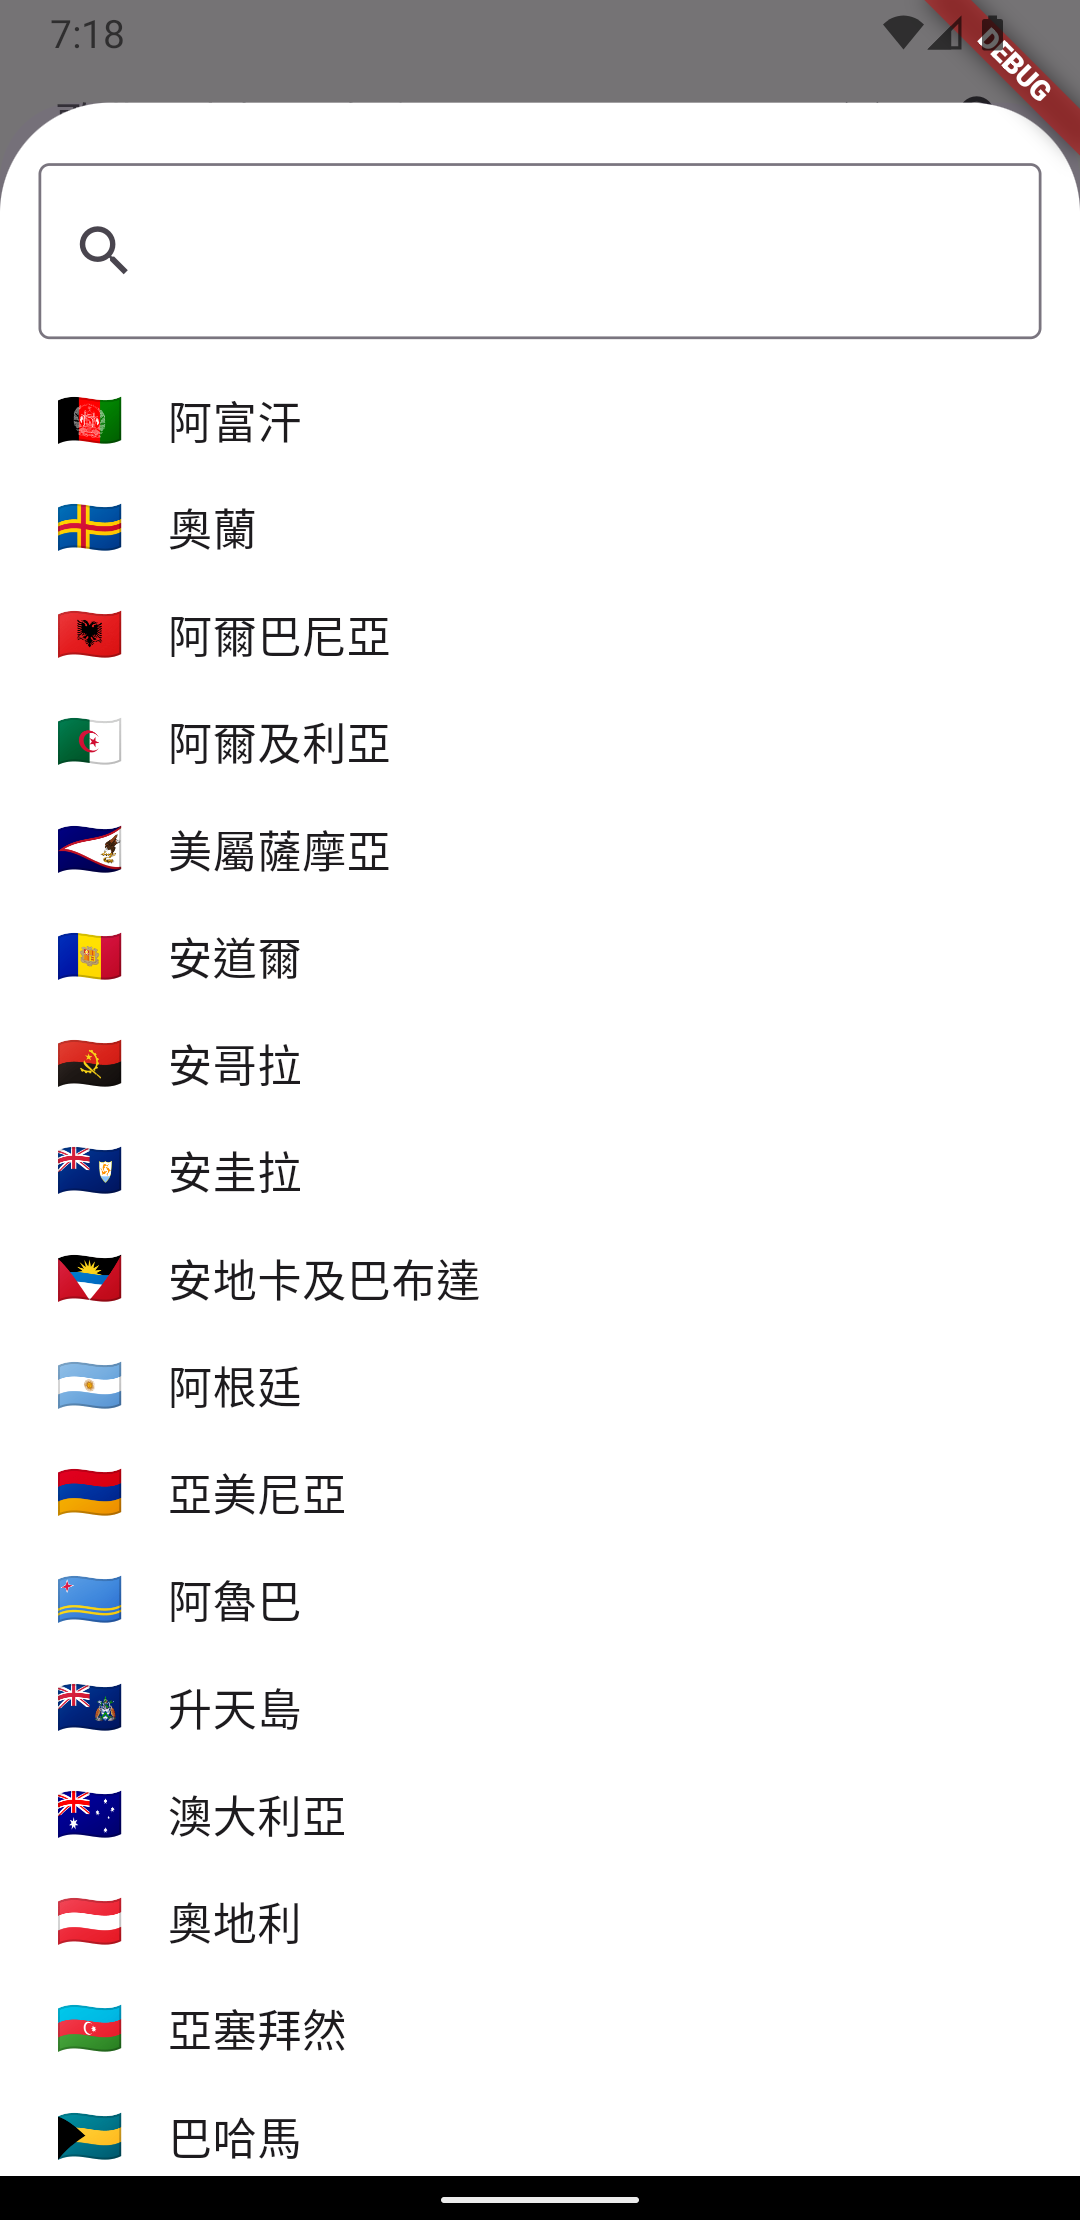 7:18
DEBUG
阿富汗
奧蘭
阿爾巴尼亞
阿爾及利亞
美屬薩摩亞
安道爾
安哥拉
安圭拉
安地卡及巴布達
阿根廷
亞美尼亞
阿魯巴
升天島
澳大利亞
奧地利
亞塞拜然
巴哈馬